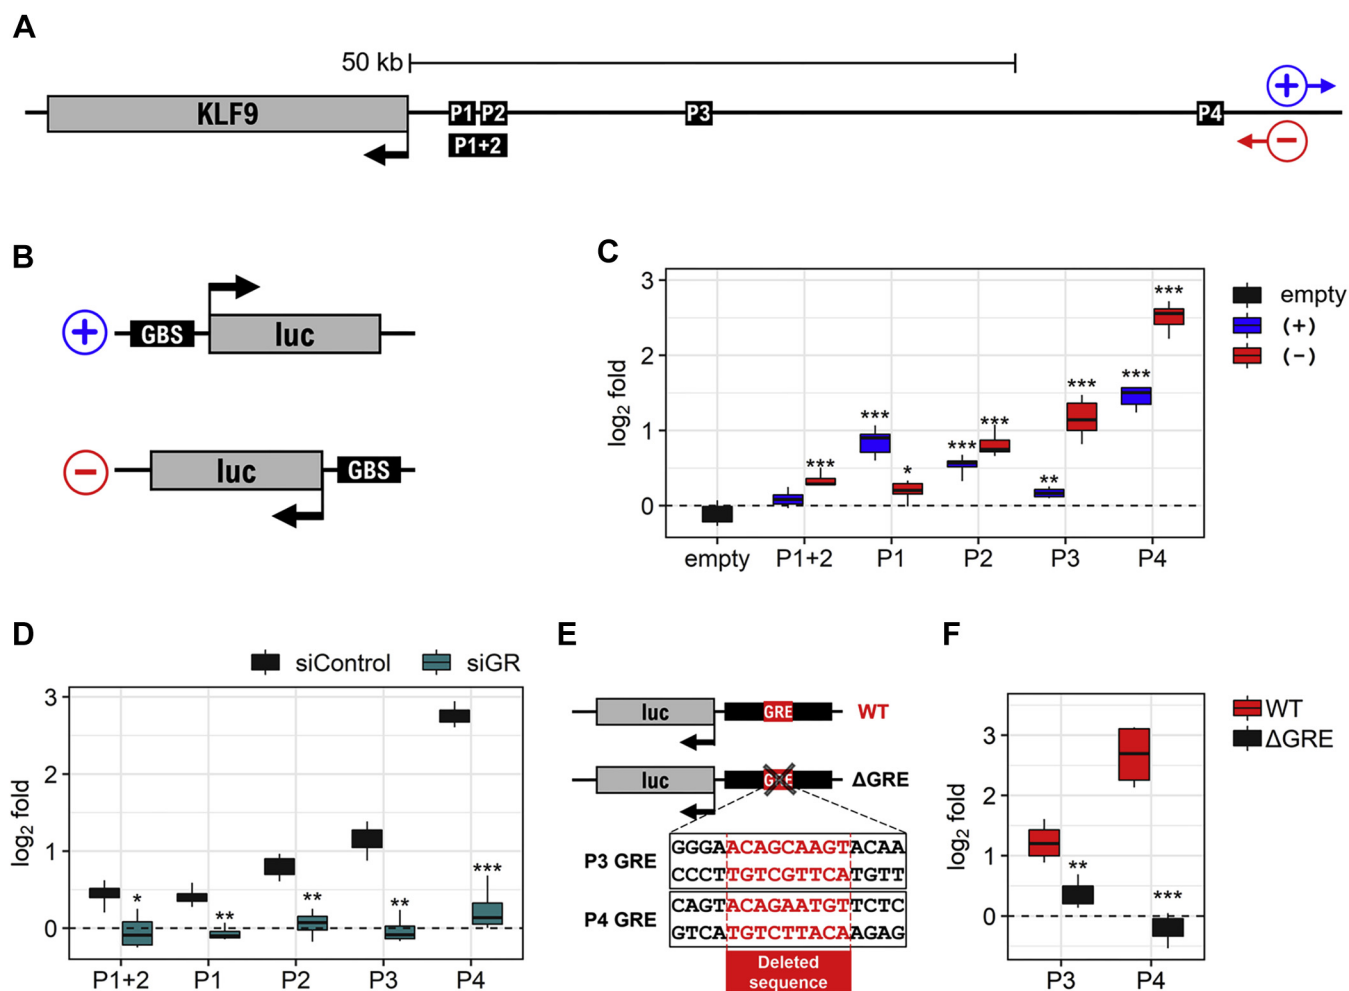 A
50 kb
KLF9
P1 P2
P3
P4
+
P1+2
−
B
+
GBS
luc
−
luc
GBS
C
log2 fold
3
2
1
0
***
*
***
***
***
**
***
***
***
empty
P1+2
P1
P2
P3
P4
empty
(+)
(−)
D
siControl
siGR
log2 fold
3
2
1
0
*
**
**
**
***
P1+2
P1
P2
P3
P4
E
luc
GRE
WT
luc
GRE
ΔGRE
P3 GRE
GGGAACAGCAAGTACAA
CCCTTGTCGTTCATGTT
P4 GRE
CAGTACAGAATGTTCTC
GTCATGTCTTACAAGAG
Deleted
sequence
F
log2 fold
3
2
1
0
**
***
P3
P4
WT
ΔGRE